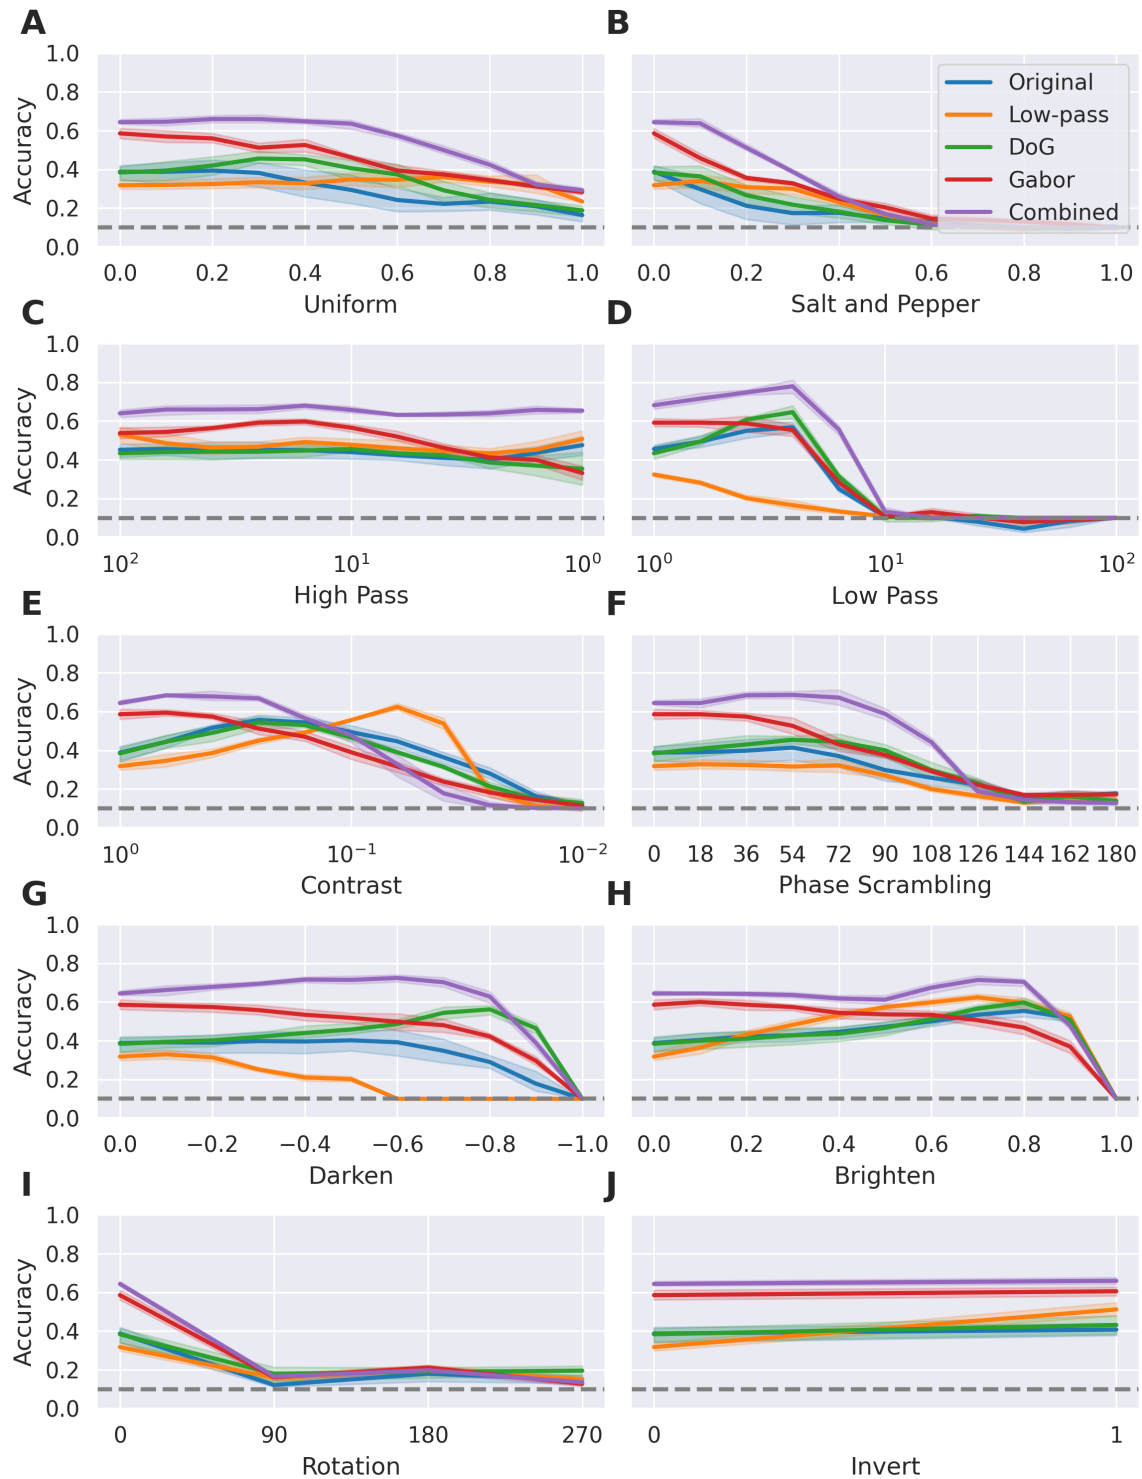 A B
Accuracy
1.0
0.8
0.6
0.4
0.2
0.0
0.0 0.2 0.4 0.6 0.8 1.0
Uniform
Original
Low-pass
DoG
Gabor
Combined
0.0 0.2 0.4 0.6 0.8 1.0
Salt and Pepper
C D
Accuracy
1.0
0.8
0.6
0.4
0.2
0.0
10² 10¹ 10⁰
High Pass
10⁰ 10¹ 10²
Low Pass
E F
Accuracy
1.0
0.8
0.6
0.4
0.2
0.0
10⁰ 10⁻¹ 10⁻²
Contrast
0 18 36 54 72 90 108 126 144 162 180
Phase Scrambling
G H
Accuracy
1.0
0.8
0.6
0.4
0.2
0.0
0.0 −0.2 −0.4 −0.6 −0.8 −1.0
Darken
0.0 0.2 0.4 0.6 0.8 1.0
Brighten
I J
Accuracy
1.0
0.8
0.6
0.4
0.2
0.0
0 90 180 270
Rotation
0 1
Invert